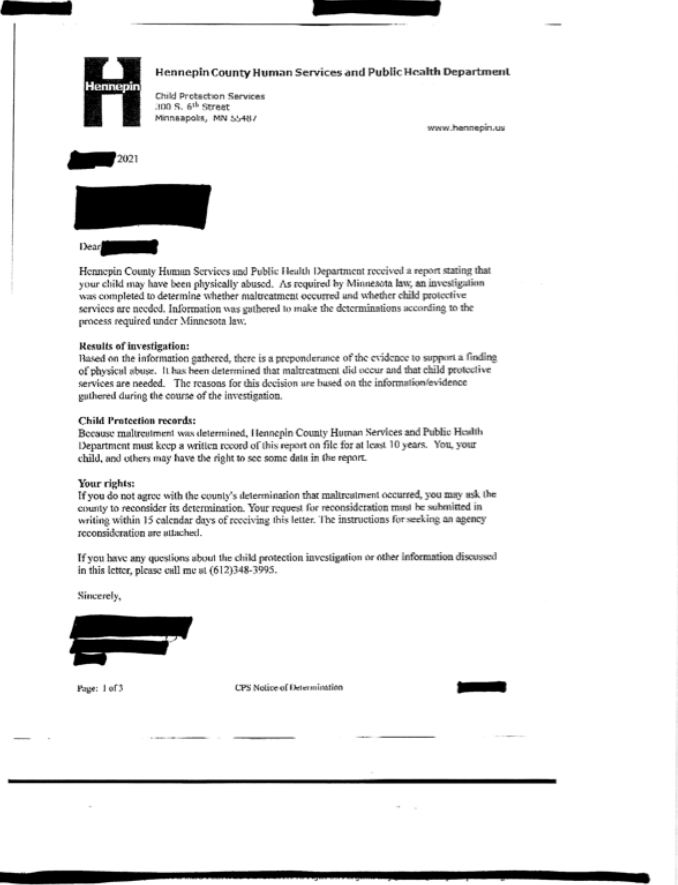 Hennepin
Hennepin County Human Services and Public Health Department
Child Protection Services
300 S. 6th Street
Minneapolis, MN 55487
www.hennepin.us
2021
Dear
Hennepin County Human Services and Public Health Department received a report stating that
your child may have been physically abused. As required by Minnesota law, an investigation
was completed to determine whether maltreatment occurred and whether child protective
services are needed. Information was gathered to make the determinations according to the
process required under Minnesota law.
Results of investigation:
Based on the information gathered, there is a preponderance of the evidence to support a finding
of physical abuse. It has been determined that maltreatment did occur and that child protective
services are needed. The reasons for this decision are based on the information/evidence
gathered during the course of the investigation.
Child Protection records:
Because maltreatment was determined, Hennepin County Human Services and Public Health
Department must keep a written record of this report on file for at least 10 years. You, your
child, and others may have the right to see some data in the report.
Your rights:
If you do not agree with the county's determination that maltreatment occurred, you may ask the
county to reconsider its determination. Your request for reconsideration must be submitted in
writing within 15 calendar days of receiving this letter. The instructions for seeking an agency
reconsideration are attached.
If you have any questions about the child protection investigation or other information discussed
in this letter, please call me at (612)348-3995.
Sincerely,
Page: 1 of 3
CPS Notice of Determination